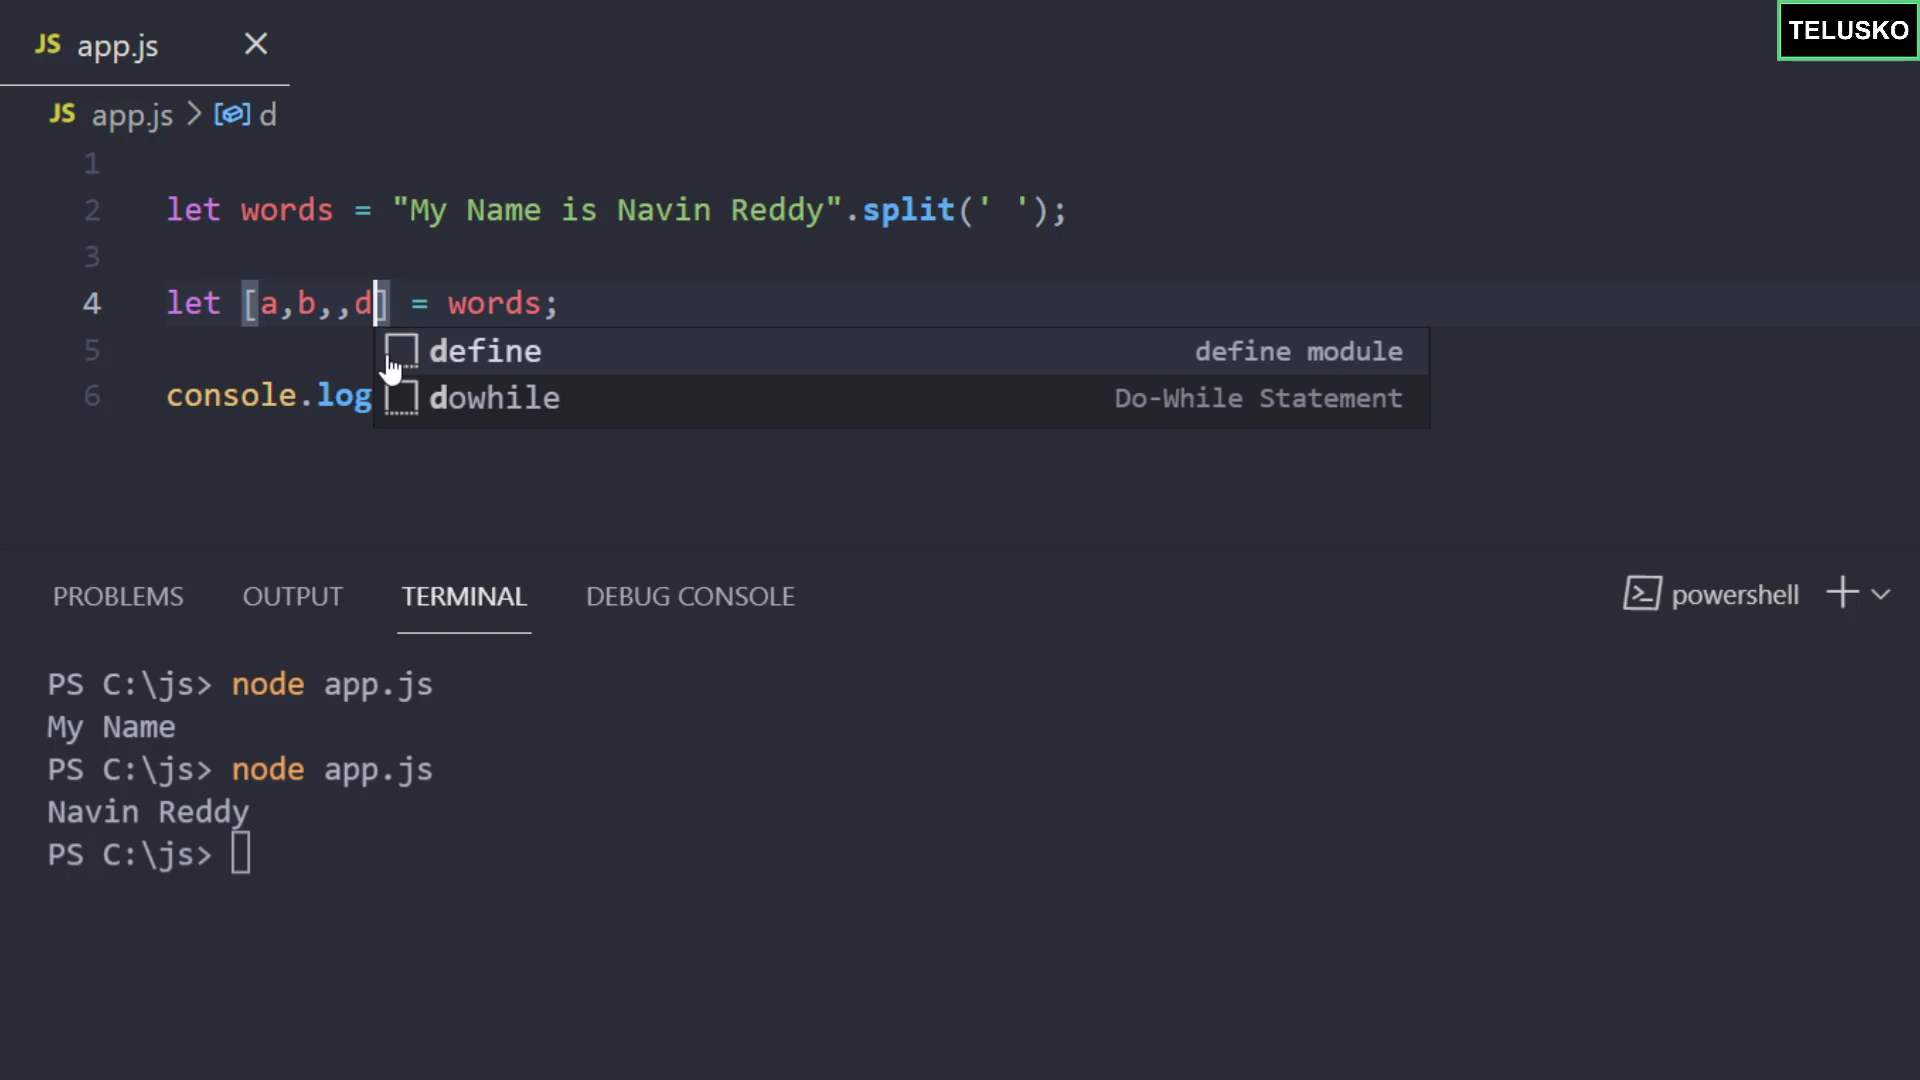 JS app.js
TELUSKO
JS app.js > d
1
2 let words = "My Name is Navin Reddy".split(' ');
3
4 let [a,b,,d] = words;
5 define define module
6 console.log dowhile Do-While Statement
PROBLEMS OUTPUT TERMINAL DEBUG CONSOLE powershell
PS C:\js> node app.js
My Name
PS C:\js> node app.js
Navin Reddy
PS C:\js>